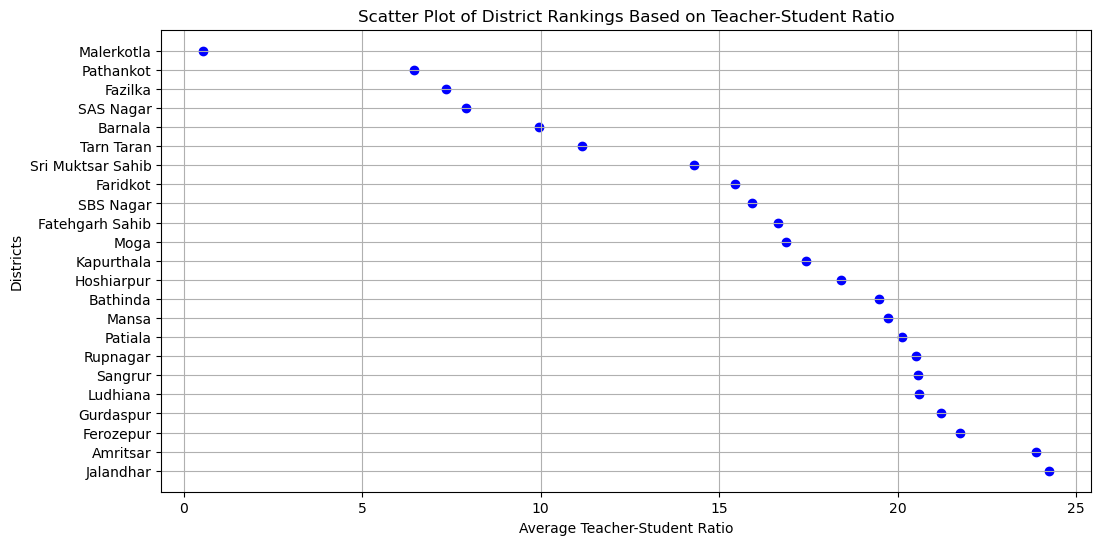 Scatter Plot of District Rankings Based on Teacher-Student Ratio
Districts
Malerkotla
Pathankot
Fazilka
SAS Nagar
Barnala
Tarn Taran
Sri Muktsar Sahib
Faridkot
SBS Nagar
Fatehgarh Sahib
Moga
Kapurthala
Hoshiarpur
Bathinda
Mansa
Patiala
Rupnagar
Sangrur
Ludhiana
Gurdaspur
Ferozepur
Amritsar
Jalandhar
0 5 10 15 20 25
Average Teacher-Student Ratio